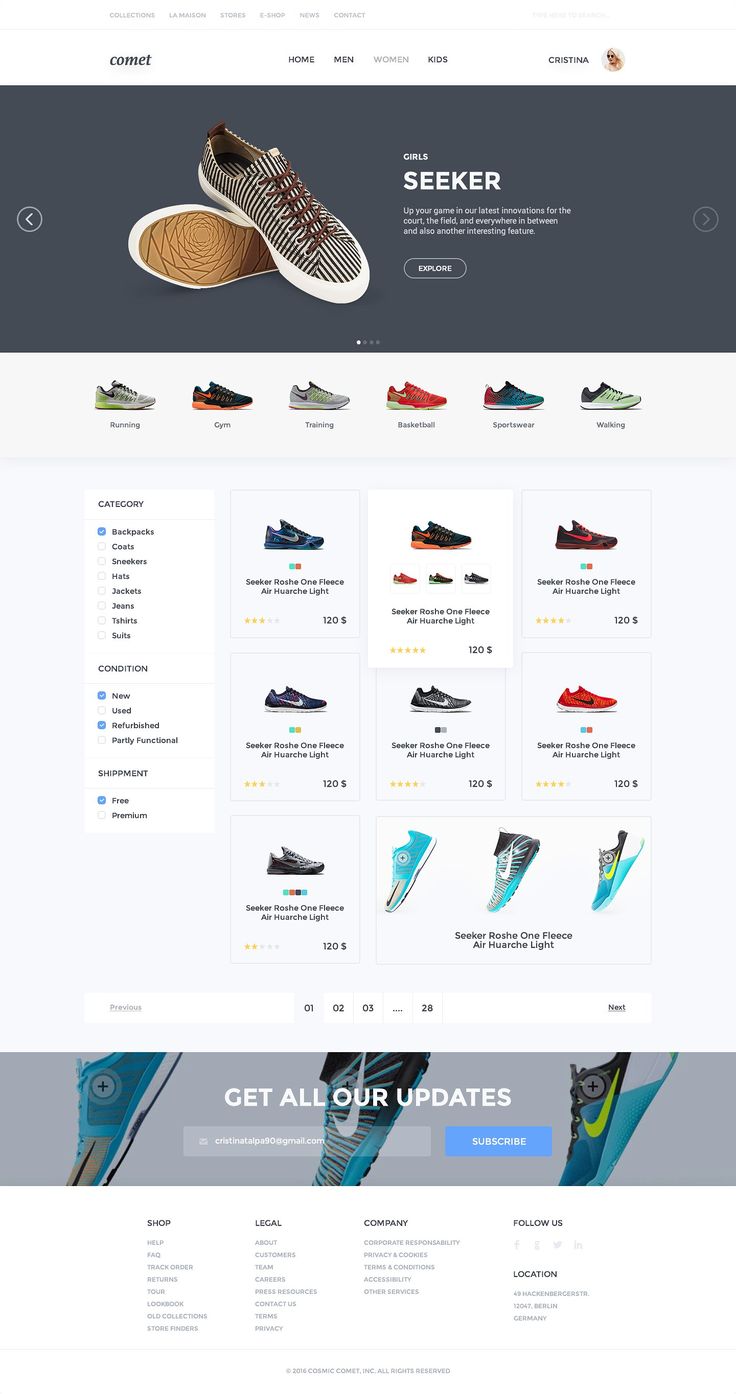 COLLECTIONS LA MAISON STORES E-SHOP NEWS CONTACT TYPE HERE TO SEARCH...
comet HOME MEN WOMEN KIDS CRISTINA
GIRLS
SEEKER
Up your game in our latest innovations for the
court, the field, and everywhere in between
and also another interesting feature.
EXPLORE
Running Gym Training Basketball Sportswear Walking
CATEGORY
Backpacks
Coats
Sneekers
Hats
Jackets
Jeans
Tshirts
Suits
CONDITION
New
Used
Refurbished
Partly Functional
SHIPPMENT
Free
Premium
Seeker Roshe One Fleece
Air Huarche Light
120 $
Seeker Roshe One Fleece
Air Huarche Light
120 $
Seeker Roshe One Fleece
Air Huarche Light
120 $
Seeker Roshe One Fleece
Air Huarche Light
120 $
Seeker Roshe One Fleece
Air Huarche Light
120 $
Seeker Roshe One Fleece
Air Huarche Light
120 $
Seeker Roshe One Fleece
Air Huarche Light
120 $
Seeker Roshe One Fleece
Air Huarche Light
Previous 01 02 03 .... 28 Next
GET ALL OUR UPDATES
cristinatalpa90@gmail.com SUBSCRIBE
SHOP
HELP
FAQ
TRACK ORDER
RETURNS
TOUR
LOOKBOOK
OLD COLLECTIONS
STORE FINDERS
LEGAL
ABOUT
CUSTOMERS
TEAM
CAREERS
PRESS RESOURCES
CONTACT US
TERMS
PRIVACY
COMPANY
CORPORATE RESPONSABILITY
PRIVACY & COOKIES
TERMS & CONDITIONS
ACCESSIBILITY
OTHER SERVICES
FOLLOW US
LOCATION
49 HACKENBERGERSTR.
12047, BERLIN
GERMANY
© 2016 COSMIC COMET, INC. ALL RIGHTS RESERVED